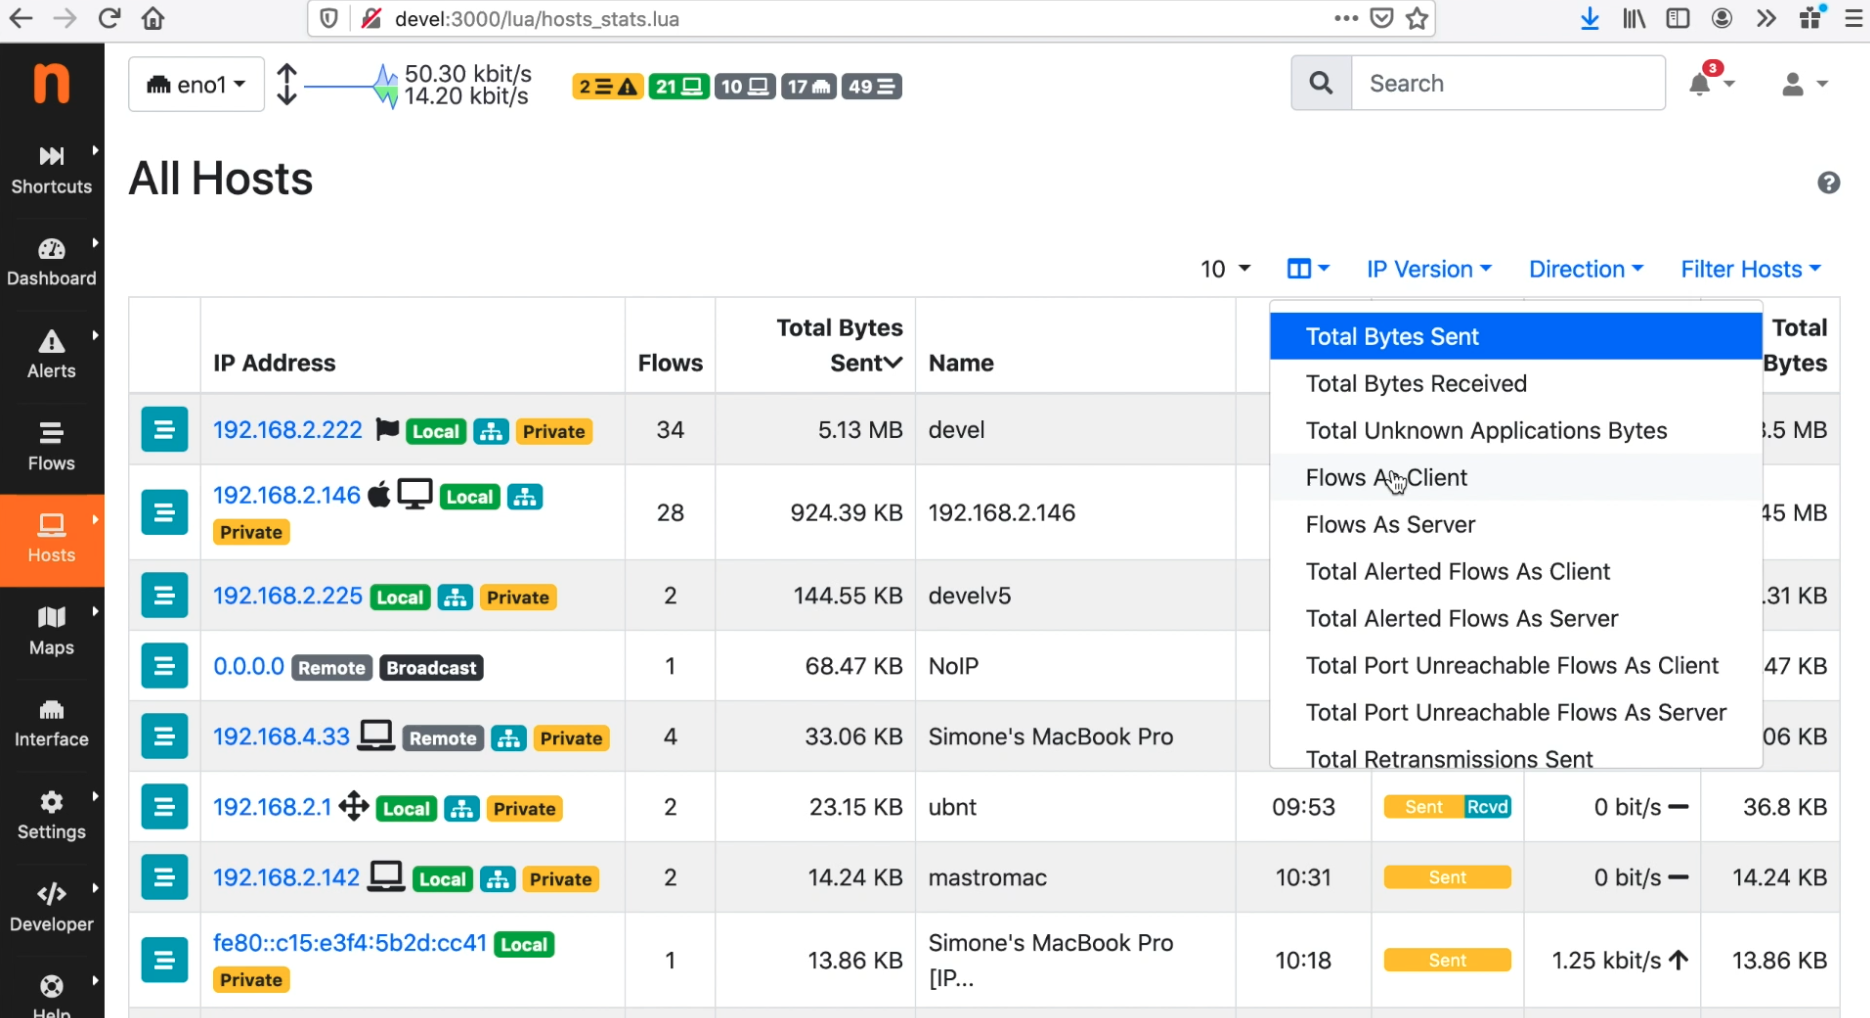 devel:3000/lua/hosts_stats.lua
n
eno1
50.30 kbit/s
14.20 kbit/s
2
21
10
17
49
Search
3
Shortcuts
Dashboard
Alerts
Flows
Hosts
Maps
Interface
Settings
Developer
Help
All Hosts
10
IP Version
Direction
Filter Hosts
IP Address
Flows
Total Bytes
Sent
Name
Total
Bytes
Total Bytes Sent
Total Bytes Received
Total Unknown Applications Bytes
Flows As Client
Flows As Server
Total Alerted Flows As Client
Total Alerted Flows As Server
Total Port Unreachable Flows As Client
Total Port Unreachable Flows As Server
Total Retransmissions Sent
192.168.2.222 Local Private 34 5.13 MB devel .5 MB
192.168.2.146 Local
Private
28 924.39 KB 192.168.2.146 45 MB
192.168.2.225 Local Private 2 144.55 KB develv5 .31 KB
0.0.0.0 Remote Broadcast 1 68.47 KB NoIP 47 KB
192.168.4.33 Remote Private 4 33.06 KB Simone's MacBook Pro 06 KB
192.168.2.1 Local Private 2 23.15 KB ubnt 09:53 Sent Rcvd 0 bit/s 36.8 KB
192.168.2.142 Local Private 2 14.24 KB mastromac 10:31 Sent 0 bit/s 14.24 KB
fe80::c15:e3f4:5b2d:cc41 Local
Private
1 13.86 KB Simone's MacBook Pro
[IP...
10:18 Sent 1.25 kbit/s 13.86 KB